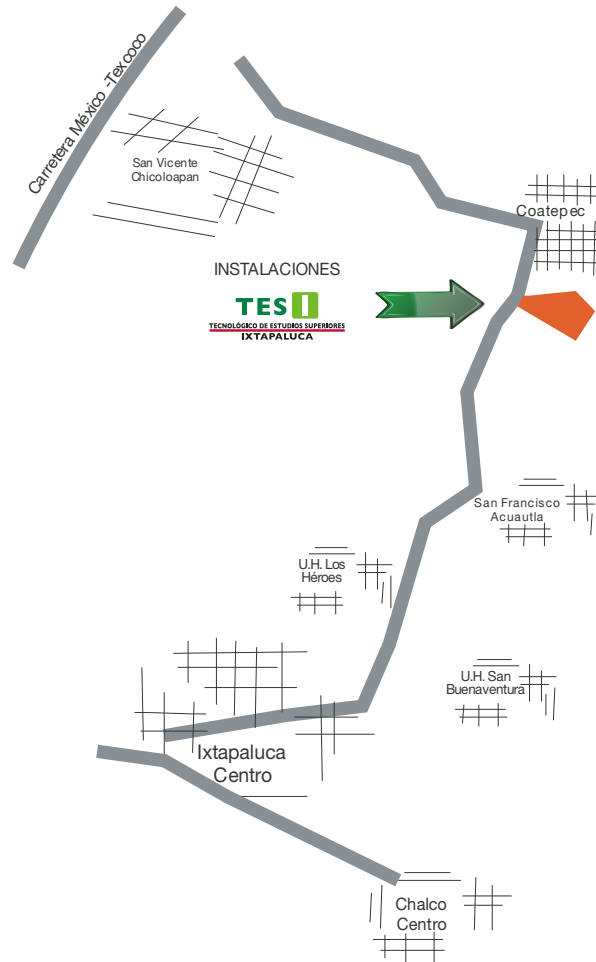 Carretera México -Texcoco
San Vicente
Chicoloapan
Coatepec
INSTALACIONES
TESI
TECNOLÓGICO DE ESTUDIOS SUPERIORES
IXTAPALUCA
San Francisco
Acuautla
U.H. Los
Héroes
U.H. San
Buenaventura
Ixtapaluca
Centro
Chalco
Centro